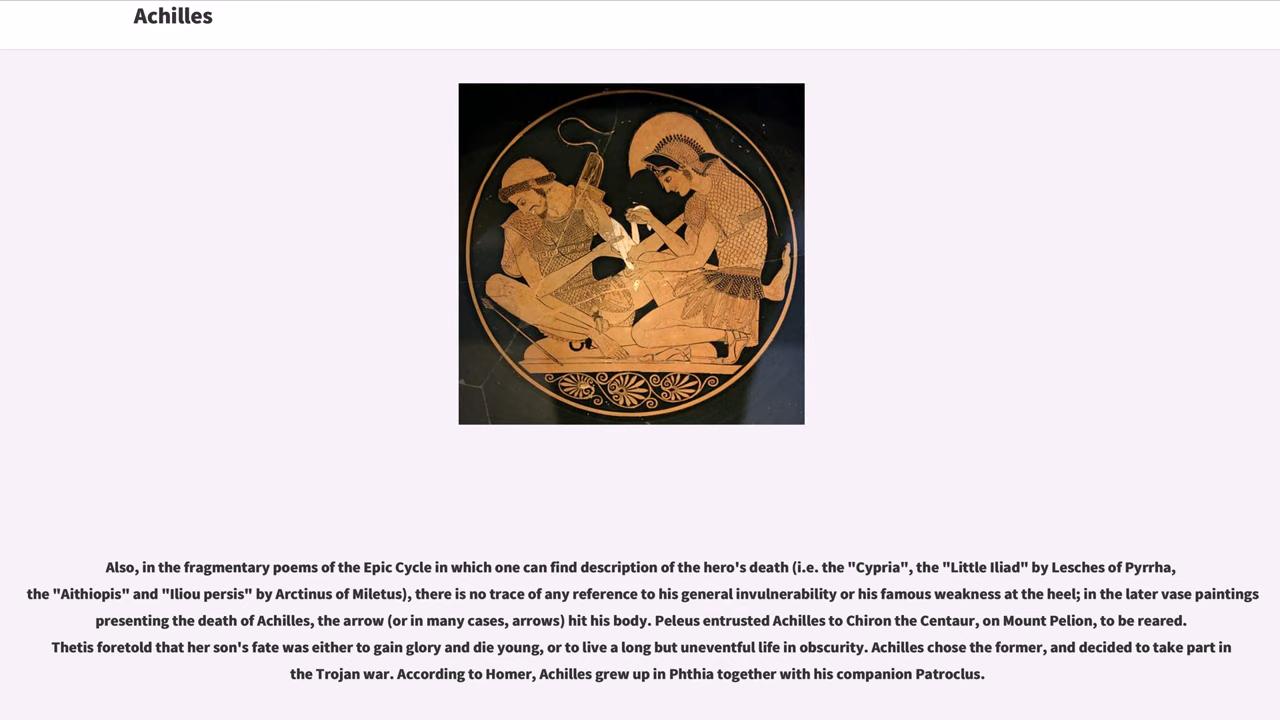 Achilles
Also, in the fragmentary poems of the Epic Cycle in which one can find description of the hero's death (i.e. the "Cypria", the "Little Iliad" by Lesches of Pyrrha,
the "Aithiopis" and "Iliou persis" by Arctinus of Miletus), there is no trace of any reference to his general invulnerability or his famous weakness at the heel; in the later vase paintings
presenting the death of Achilles, the arrow (or in many cases, arrows) hit his body. Peleus entrusted Achilles to Chiron the Centaur, on Mount Pelion, to be reared.
Thetis foretold that her son's fate was either to gain glory and die young, or to live a long but uneventful life in obscurity. Achilles chose the former, and decided to take part in
the Trojan war. According to Homer, Achilles grew up in Phthia together with his companion Patroclus.